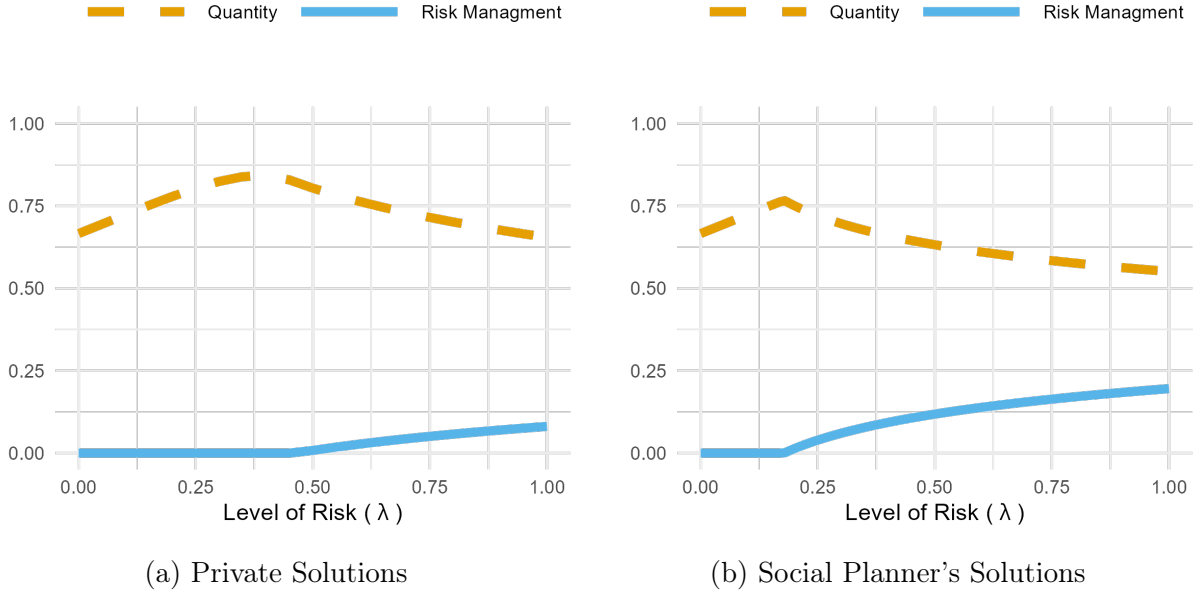 Quantity Risk Managment
1.00
0.75
0.50
0.25
0.00
0.00 0.25 0.50 0.75 1.00
Level of Risk ( λ )
(a) Private Solutions
Quantity Risk Managment
1.00
0.75
0.50
0.25
0.00
0.00 0.25 0.50 0.75 1.00
Level of Risk ( λ )
(b) Social Planner's Solutions